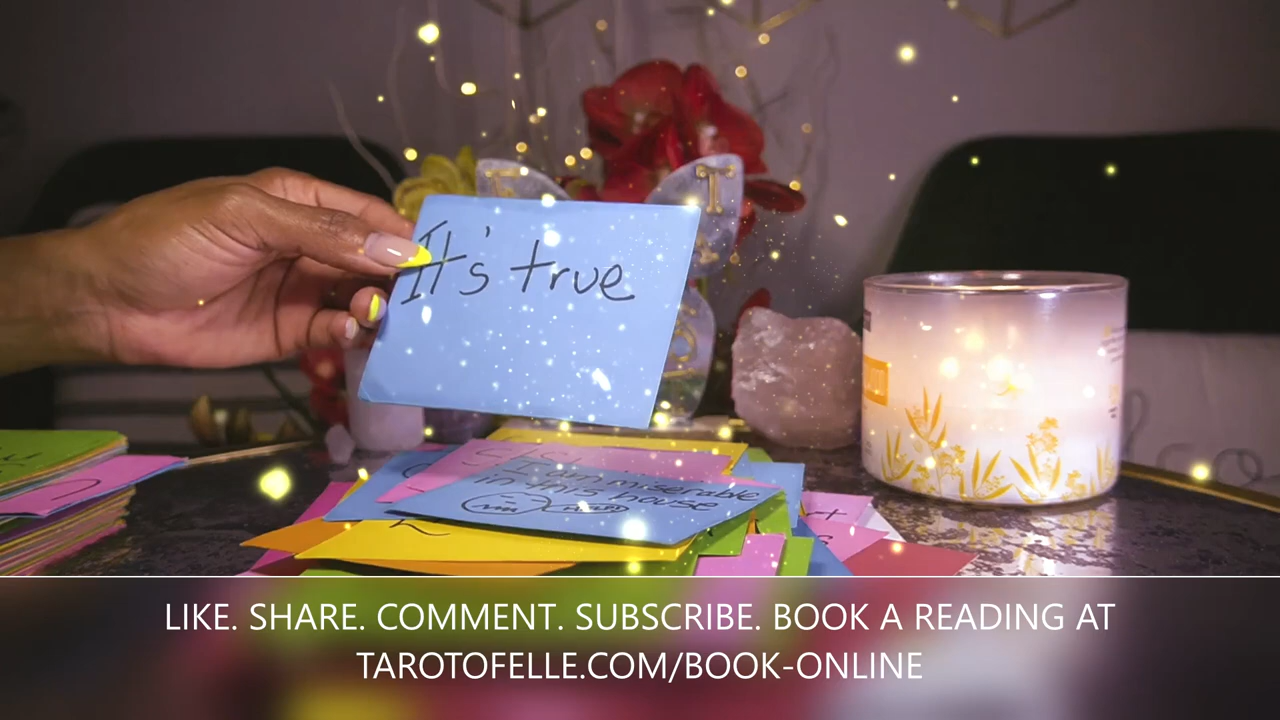 It's true
I'm miserable
in this house
LIKE. SHARE. COMMENT. SUBSCRIBE. BOOK A READING AT
TAROTOFELLE.COM/BOOK-ONLINE